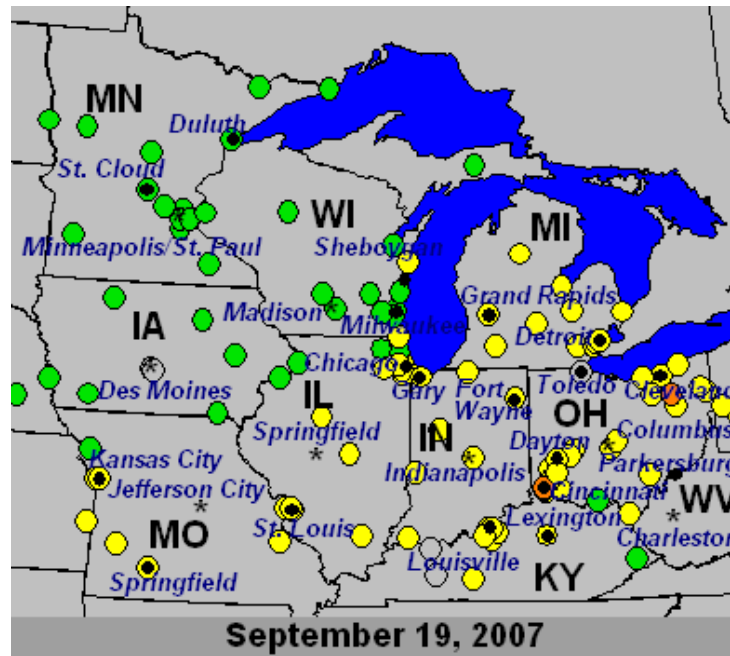 MN
Duluth
St. Cloud
WI
MI
Minneapolis/St. Paul
Sheboygan
Grand Rapids
Madison
Milwaukee
IA
Detroit
Chicago
Toledo
Des Moines
IL
Gary
Fort
Wayne
Cleveland
OH
Springfield
IN
Dayton
Columbus
Kansas City
Indianapolis
Parkersburg
Jefferson City
Cincinnati
WV
St. Louis
Lexington
MO
Charleston
Louisville
Springfield
KY
September 19, 2007